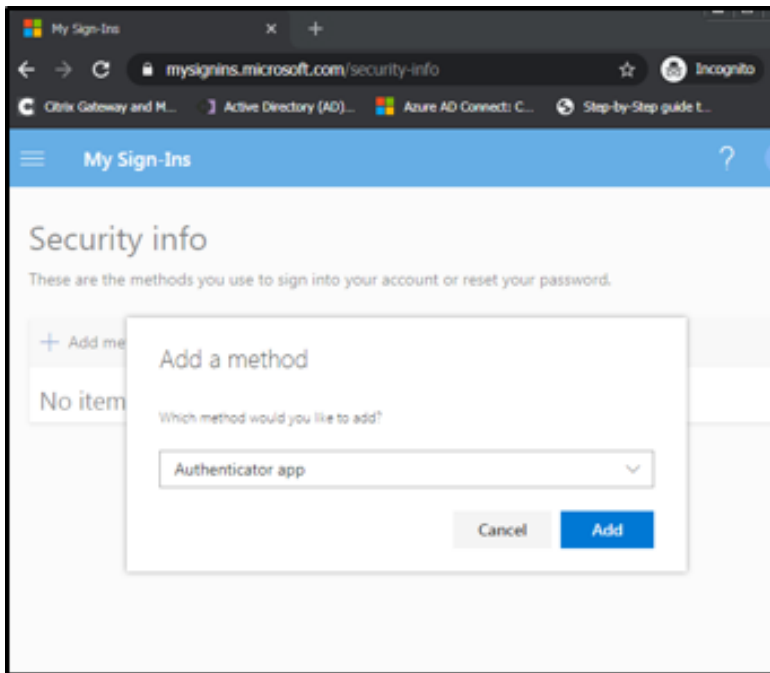 My Sign-Ins
mysignins.microsoft.com/security-info
Incognito
Citrix Gateway and M...
Active Directory (AD)...
Azure AD Connect: C...
Step-by-Step guide t...
My Sign-Ins
?
Security info
These are the methods you use to sign into your account or reset your password.
+ Add me
No item
Add a method
Which method would you like to add?
Authenticator app
Cancel
Add